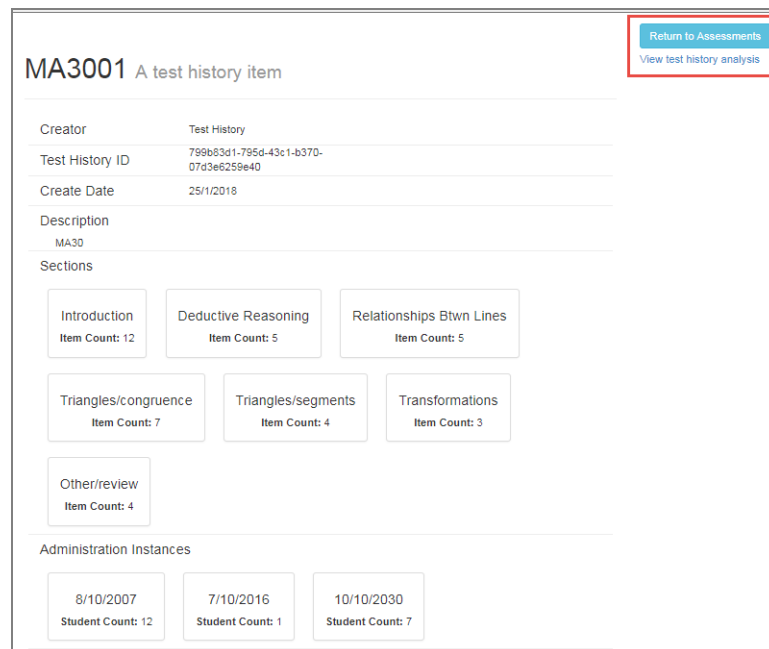 Return to Assessments
View test history analysis
MA3001 A test history item
Creator Test History
Test History ID 799b83d1-795d-43c1-b370-
07d3e6259e40
Create Date 25/1/2018
Description
MA30
Sections
Introduction Deductive Reasoning Relationships Btwn Lines
Item Count: 12 Item Count: 5 Item Count: 5
Triangles/congruence Triangles/segments Transformations
Item Count: 7 Item Count: 4 Item Count: 3
Other/review
Item Count: 4
Administration Instances
8/10/2007 7/10/2016 10/10/2030
Student Count: 12 Student Count: 1 Student Count: 7